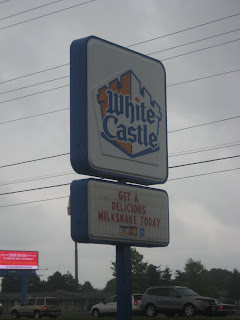 White
Castle
GET A
DELICIOUS
MILKSHAKE TODAY